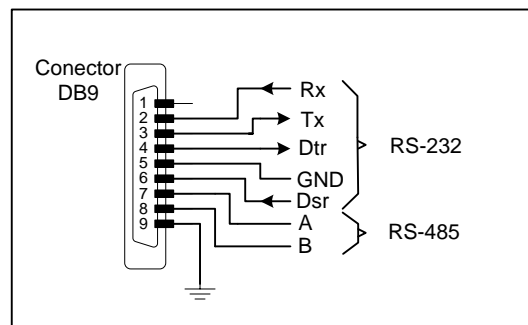 Conector
DB9
1
2
3
4
5
6
7
8
9
Rx
Tx
Dtr
GND
Dsr
A
B
RS-232
RS-485